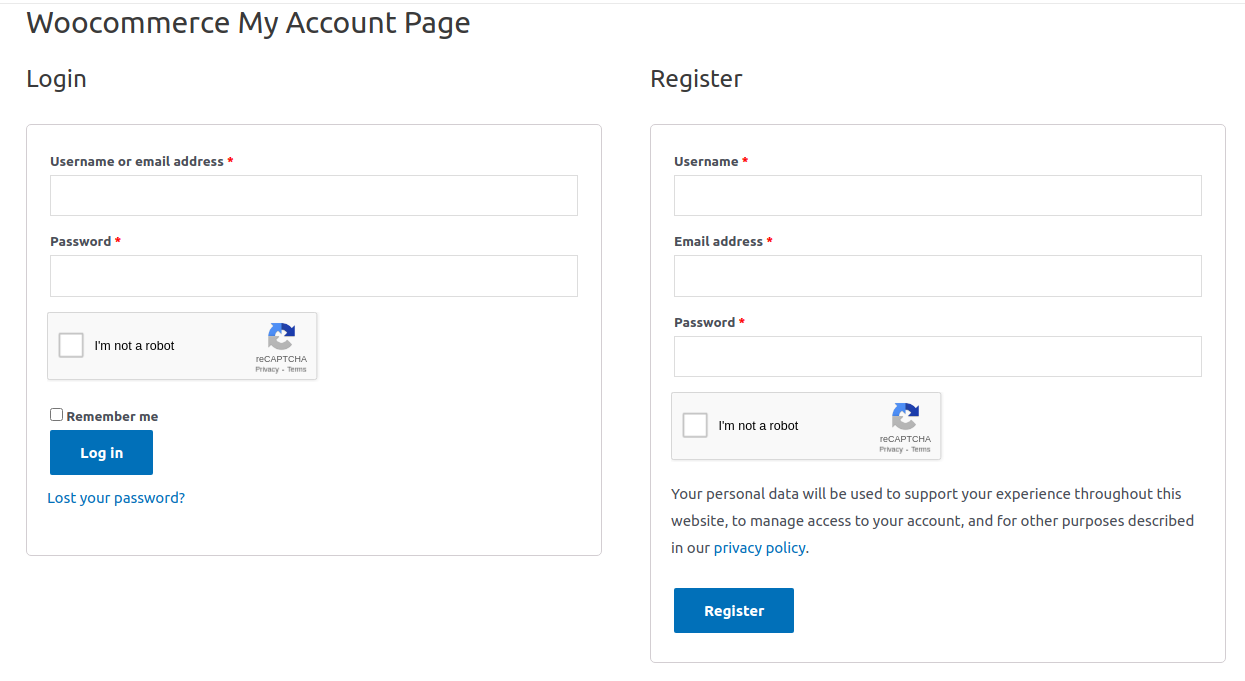 Woocommerce My Account Page
Login
Username or email address *
Password *
I'm not a robot
reCAPTCHA
Privacy - Terms
Remember me
Log in
Lost your password?
Register
Username *
Email address *
Password *
I'm not a robot
reCAPTCHA
Privacy - Terms
Your personal data will be used to support your experience throughout this
website, to manage access to your account, and for other purposes described
in our privacy policy.
Register